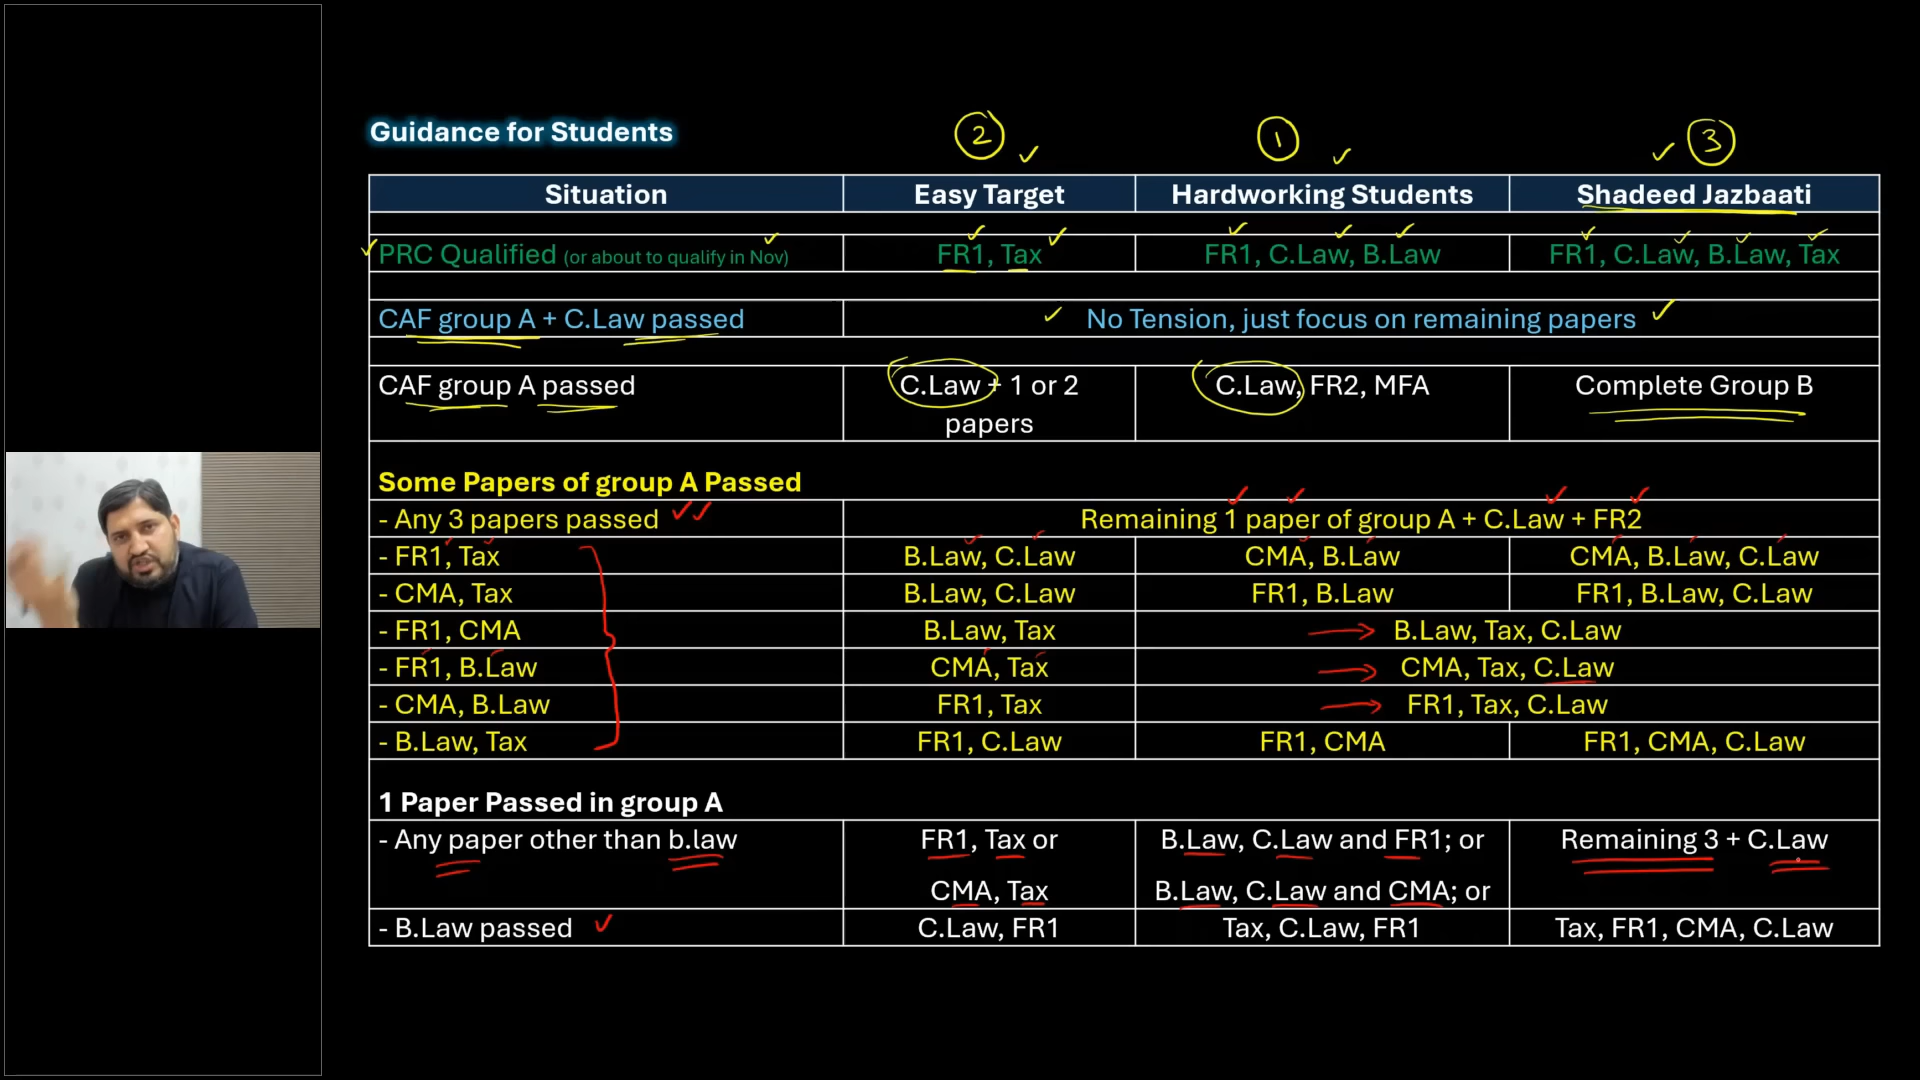 Guidance for Students
2 1 3
Situation Easy Target Hardworking Students Shadeed Jazbaati
PRC Qualified (or about to qualify in Nov) FR1, Tax FR1, C.Law, B.Law FR1, C.Law, B.Law, Tax
CAF group A + C.Law passed No Tension, just focus on remaining papers
CAF group A passed C.Law + 1 or 2 papers C.Law, FR2, MFA Complete Group B
Some Papers of group A Passed
- Any 3 papers passed Remaining 1 paper of group A + C.Law + FR2
- FR1, Tax B.Law, C.Law CMA, B.Law CMA, B.Law, C.Law
- CMA, Tax B.Law, C.Law FR1, B.Law FR1, B.Law, C.Law
- FR1, CMA B.Law, Tax B.Law, Tax, C.Law
- FR1, B.Law CMA, Tax CMA, Tax, C.Law
- CMA, B.Law FR1, Tax FR1, Tax, C.Law
- B.Law, Tax FR1, C.Law FR1, CMA FR1, CMA, C.Law
1 Paper Passed in group A
- Any paper other than b.law FR1, Tax or B.Law, C.Law and FR1; or Remaining 3 + C.Law
CMA, Tax B.Law, C.Law and CMA; or
- B.Law passed C.Law, FR1 Tax, C.Law, FR1 Tax, FR1, CMA, C.Law